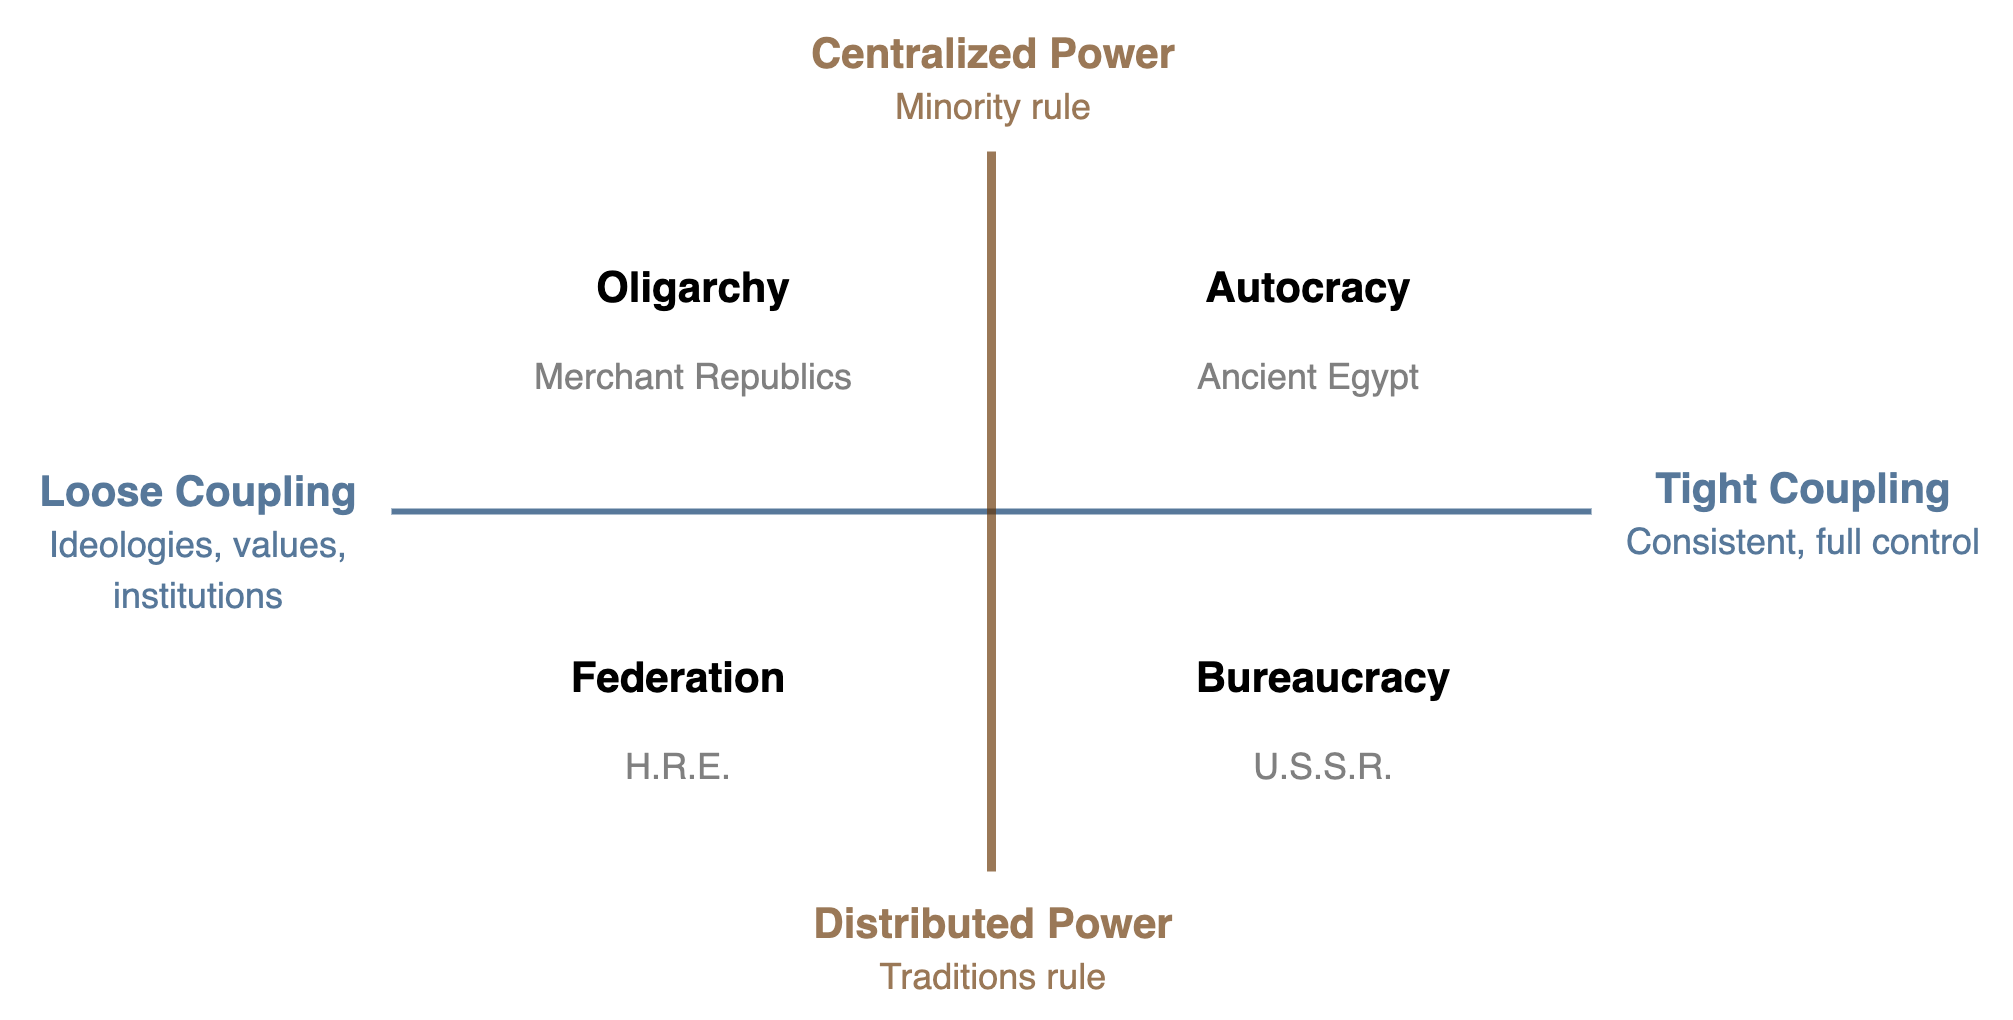 Centralized Power
Minority rule
Oligarchy
Autocracy
Merchant Republics
Ancient Egypt
Loose Coupling
Ideologies, values,
institutions
Tight Coupling
Consistent, full control
Federation
Bureaucracy
H.R.E.
U.S.S.R.
Distributed Power
Traditions rule